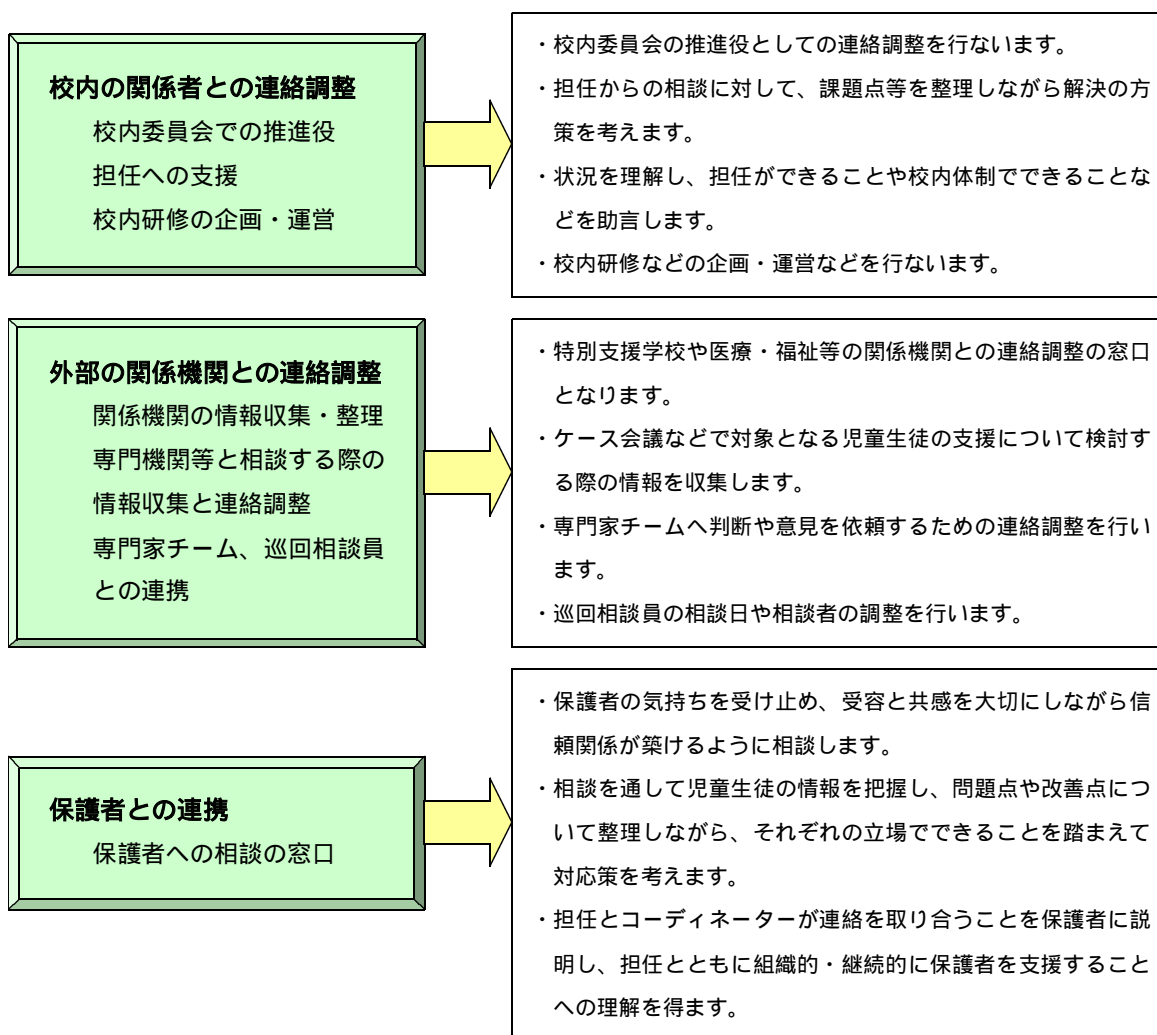 校内の関係者との連絡調整
校内委員会での推進役
担任への支援
校内研修の企画・運営
・校内委員会の推進役としての連絡調整を行ないます。
・担任からの相談に対して、課題点等を整理しながら解決の方
策を考えます。
・状況を理解し、担任ができることや校内体制でできることな
どを助言します。
・校内研修などの企画・運営などを行ないます。
外部の関係機関との連絡調整
関係機関の情報収集・整理
専門機関等と相談する際の
情報収集と連絡調整
専門家チーム、巡回相談員
との連携
・特別支援学校や医療・福祉等の関係機関との連絡調整の窓口
となります。
・ケース会議などで対象となる児童生徒の支援について検討す
る際の情報を収集します。
・専門家チームへ判断や意見を依頼するための連絡調整を行い
ます。
・巡回相談員の相談日や相談者の調整を行います。
保護者との連携
保護者への相談の窓口
・保護者の気持ちを受け止め、受容と共感を大切にしながら信
頼関係が築けるように相談します。
・相談を通して児童生徒の情報を把握し、問題点や改善点につ
いて整理しながら、それぞれの立場でできることを踏まえて
対応策を考えます。
・担任とコーディネーターが連絡を取り合うことを保護者に説
明し、担任とともに組織的・継続的に保護者を支援すること
への理解を得ます。